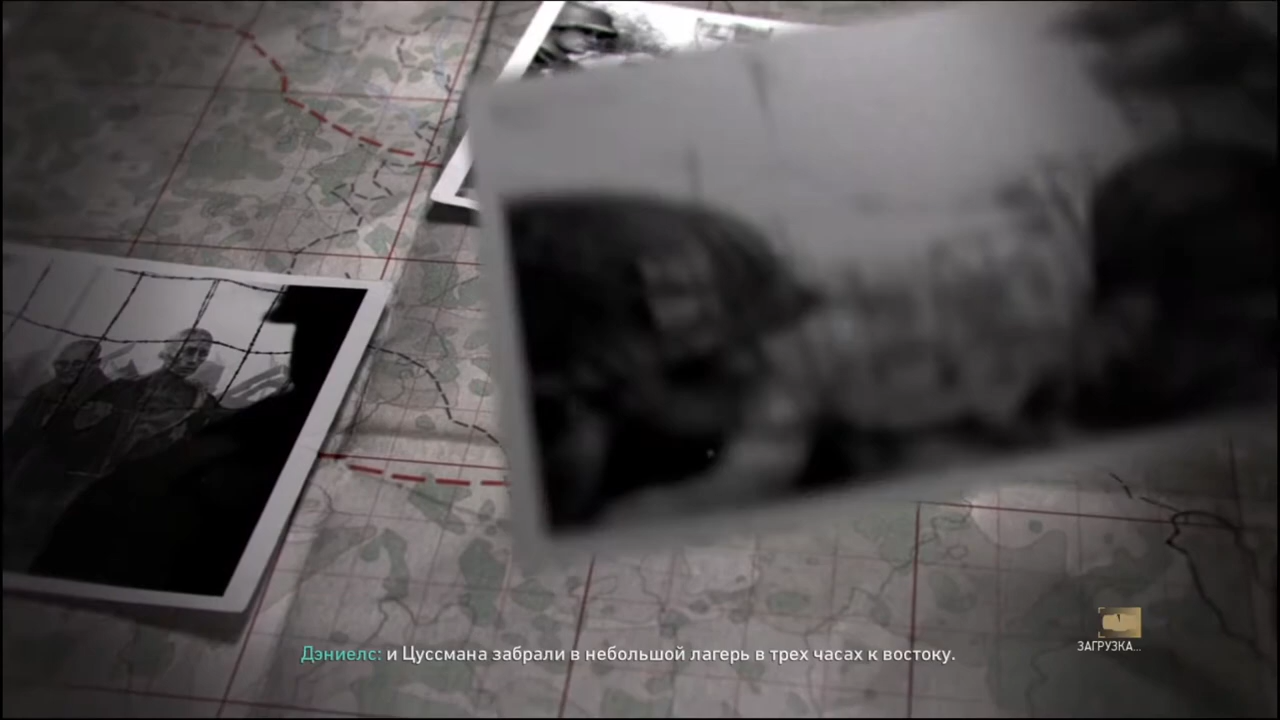 Дэниелс: и Цуссмана забрали в небольшой лагерь в трех часах к востоку.
ЗАГРУЗКА...